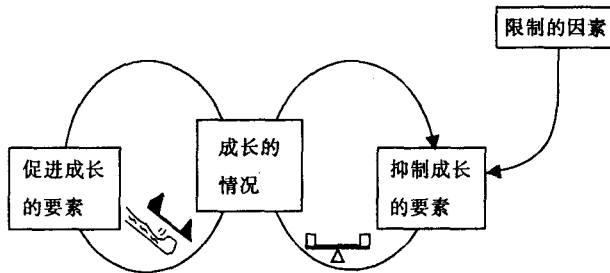 限制的因素
促进成长
的要素
成长的
情况
抑制成长
的要素